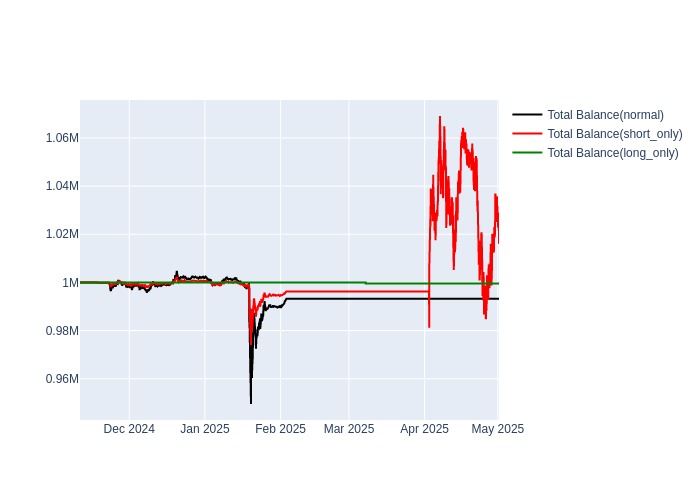 Total Balance(normal)
Total Balance(short_only)
Total Balance(long_only)
1.06M
1.04M
1.02M
1M
0.98M
0.96M
Dec 2024 Jan 2025 Feb 2025 Mar 2025 Apr 2025 May 2025